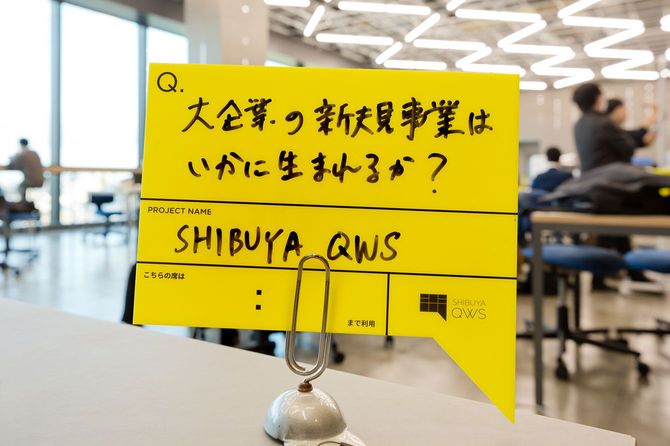 Q.
大企業の新規事業は
いかに生まれるか?
PROJECT NAME
SHIBUYA QWS
こちらの席は
:
まで利用
SHIBUYA
QWS